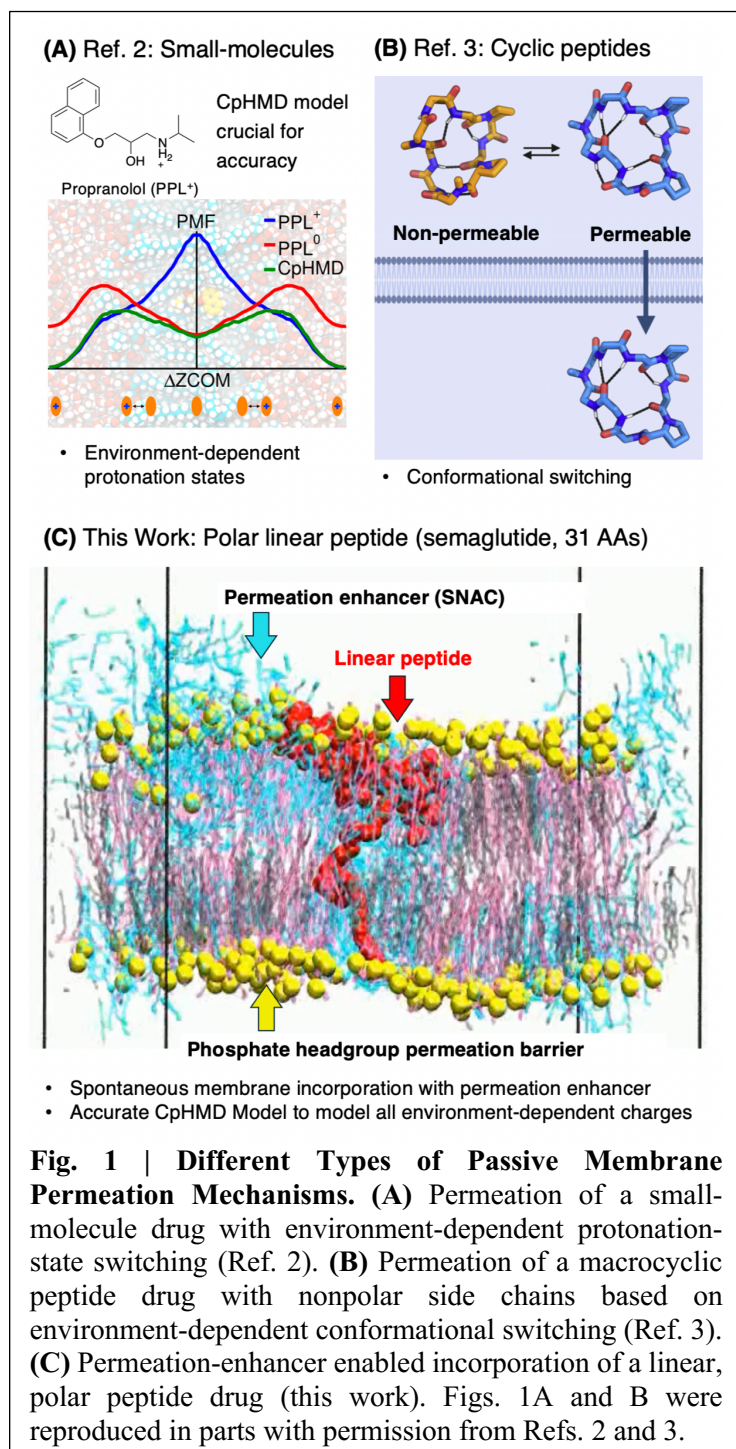 (A) Ref. 2: Small-molecules
CpHMD model
crucial for
accuracy
O
OH
N
H2
+
Propranolol (PPL+)
PMF
PPL+
PPL0
CpHMD
ΔZCOM
+ + + +
• Environment-dependent
protonation states
(B) Ref. 3: Cyclic peptides
Non-permeable
Permeable
• Conformational switching
(C) This Work: Polar linear peptide (semaglutide, 31 AAs)
Permeation enhancer (SNAC)
Linear peptide
Phosphate headgroup permeation barrier
• Spontaneous membrane incorporation with permeation enhancer
• Accurate CpHMD Model to model all environment-dependent charges
Fig. 1 | Different Types of Passive Membrane
Permeation Mechanisms. (A) Permeation of a small-
molecule drug with environment-dependent protonation-
state switching (Ref. 2). (B) Permeation of a macrocyclic
peptide drug with nonpolar side chains based on
environment-dependent conformational switching (Ref. 3).
(C) Permeation-enhancer enabled incorporation of a linear,
polar peptide drug (this work). Figs. 1A and B were
reproduced in parts with permission from Refs. 2 and 3.